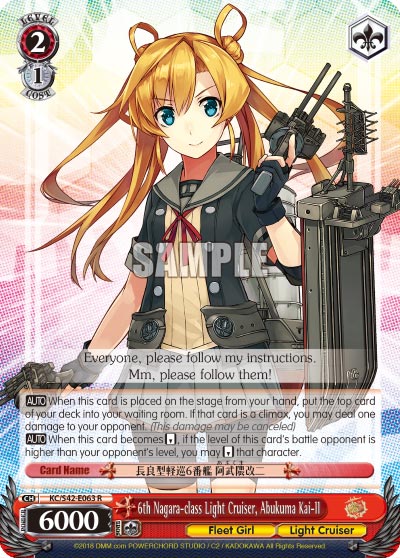 LEVEL
2
1
COST
SAMPLE
Everyone, please follow my instructions.
Mm, please follow them!
AUTO When this card is placed on the stage from your hand, put the top card
of your deck into your waiting room. If that card is a climax, you may deal one
damage to your opponent. (This damage may be cancelled)
AUTO When this card becomes, if the level of this card's battle opponent is
higher than your opponent's level, you may that character.
Card Name
長良型軽巡6番艦 阿武隈改二
CH KC/S42-E063 R
6th Nagara-class Light Cruiser, Abukuma Kai-II
POWER
6000
Fleet Girl
Light Cruiser
©2018 DMM.com POWERCHORD STUDIO / C2 / KADOKAWA All Rights Reserved.